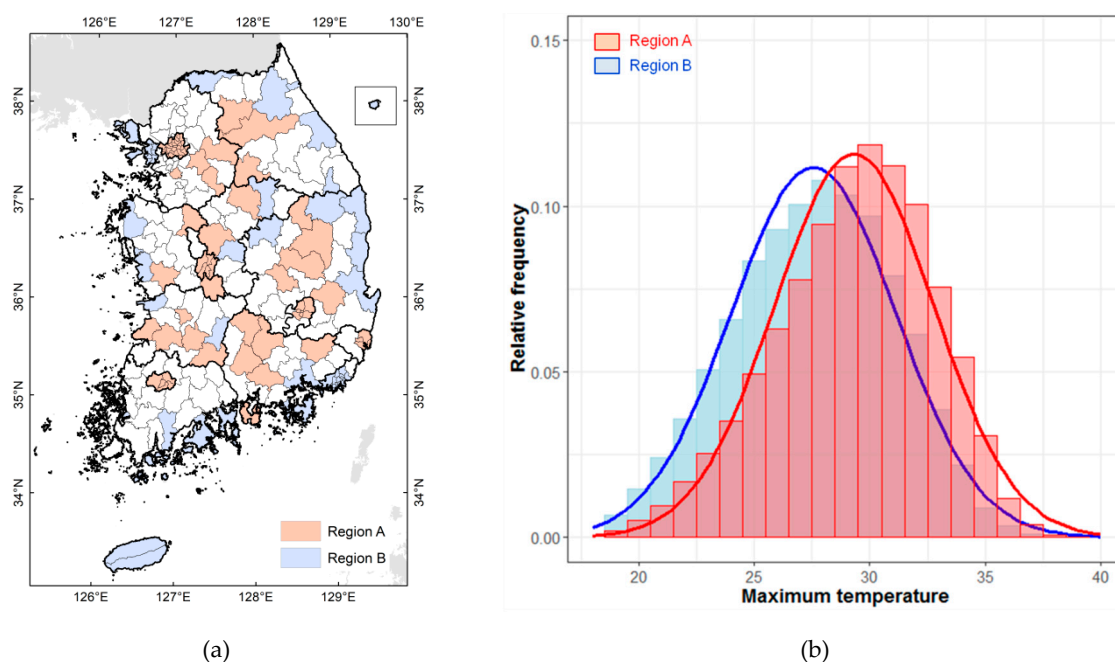 126°E 127°E 128°E 129°E 130°E
38°N 38°N
37°N 37°N
36°N 36°N
35°N 35°N
34°N 34°N
Region A
Region B
126°E 127°E 128°E 129°E
(a)
Region A
Region B
0.15
0.10
0.05
0.00
Relative frequency
20 25 30 35 40
Maximum temperature
(b)